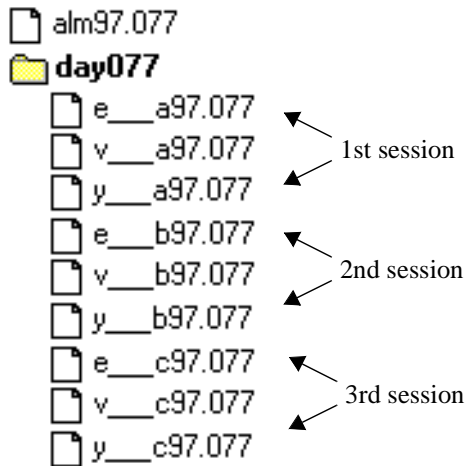 alm97.077
day077
e___a97.077
v___a97.077
1st session
y___a97.077
e___b97.077
v___b97.077
2nd session
y___b97.077
e___c97.077
v___c97.077
3rd session
y___c97.077